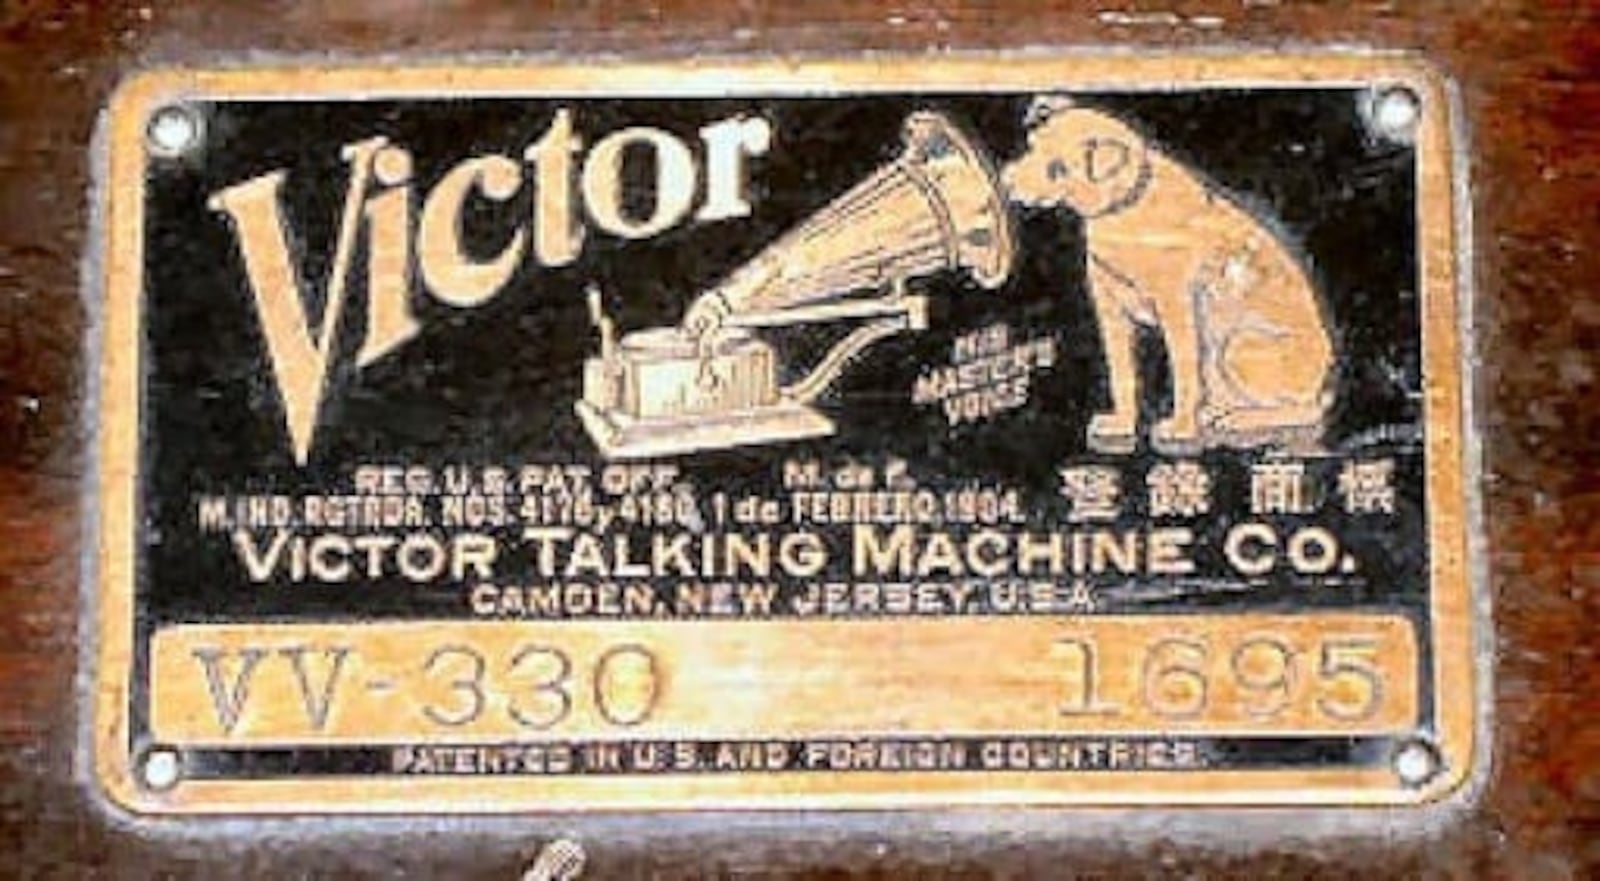 Victor
HIS
MASTER'S
VOICE
REG. U.S. PAT. OFF. M. de F. 登錄商標
M. IND. RGTRDA. NOS. 4176 y 4180, 1 de FEBRERO, 1904.
VICTOR TALKING MACHINE CO.
CAMDEN, NEW JERSEY, U.S.A.
VV-330 1695
PATENTED IN U.S. AND FOREIGN COUNTRIES.